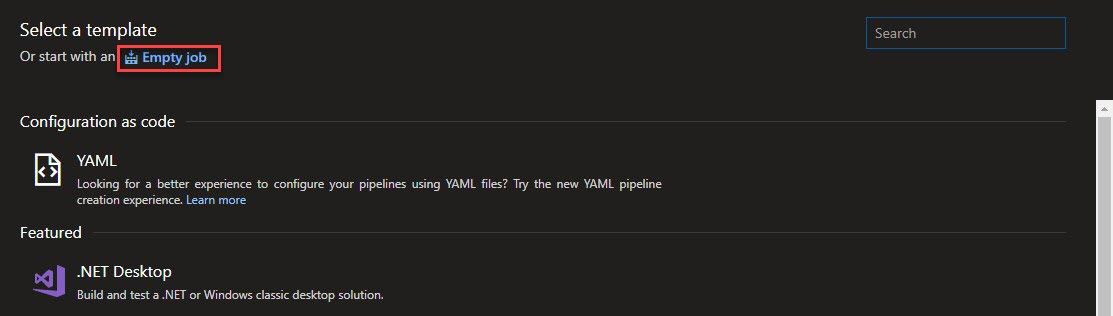 Select a template
Search
Or start with an Empty job
Configuration as code
YAML
Looking for a better experience to configure your pipelines using YAML files? Try the new YAML pipeline
creation experience. Learn more
Featured
.NET Desktop
Build and test a .NET or Windows classic desktop solution.